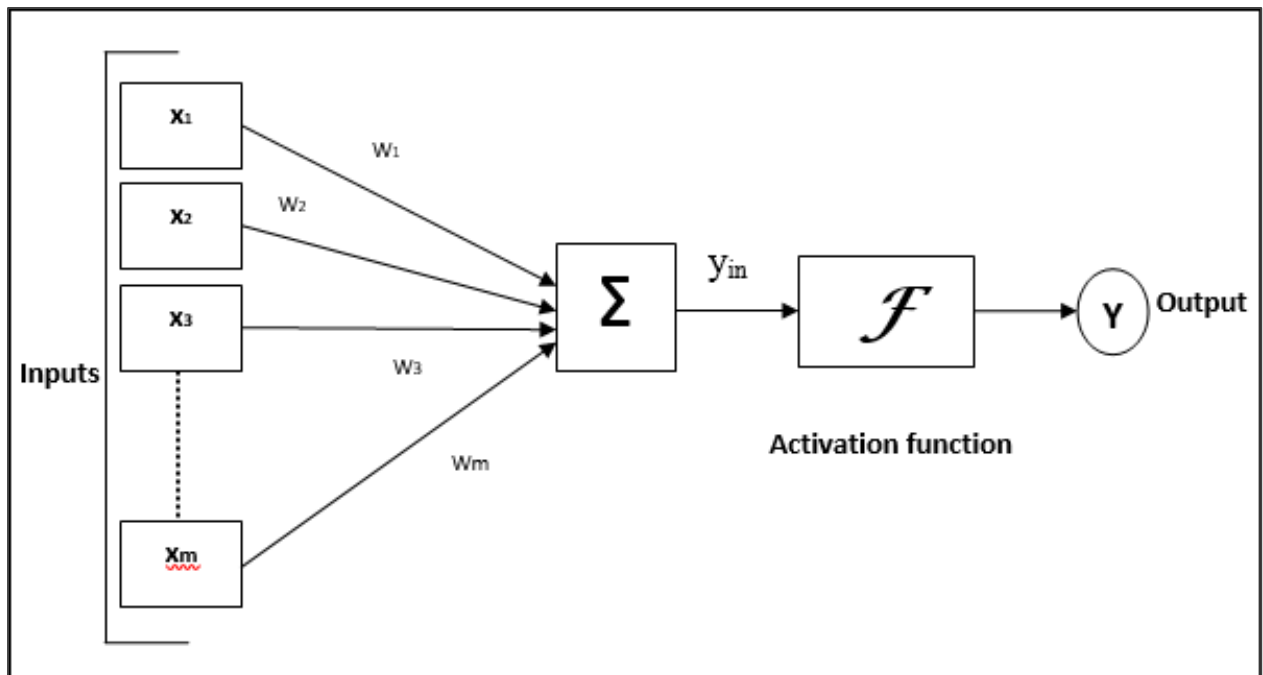 x₁
W₁
W₂
x₂
x₃
Σ
yᵢₙ
ℱ
Y
Output
Inputs
W₃
Activation function
Wm
xm